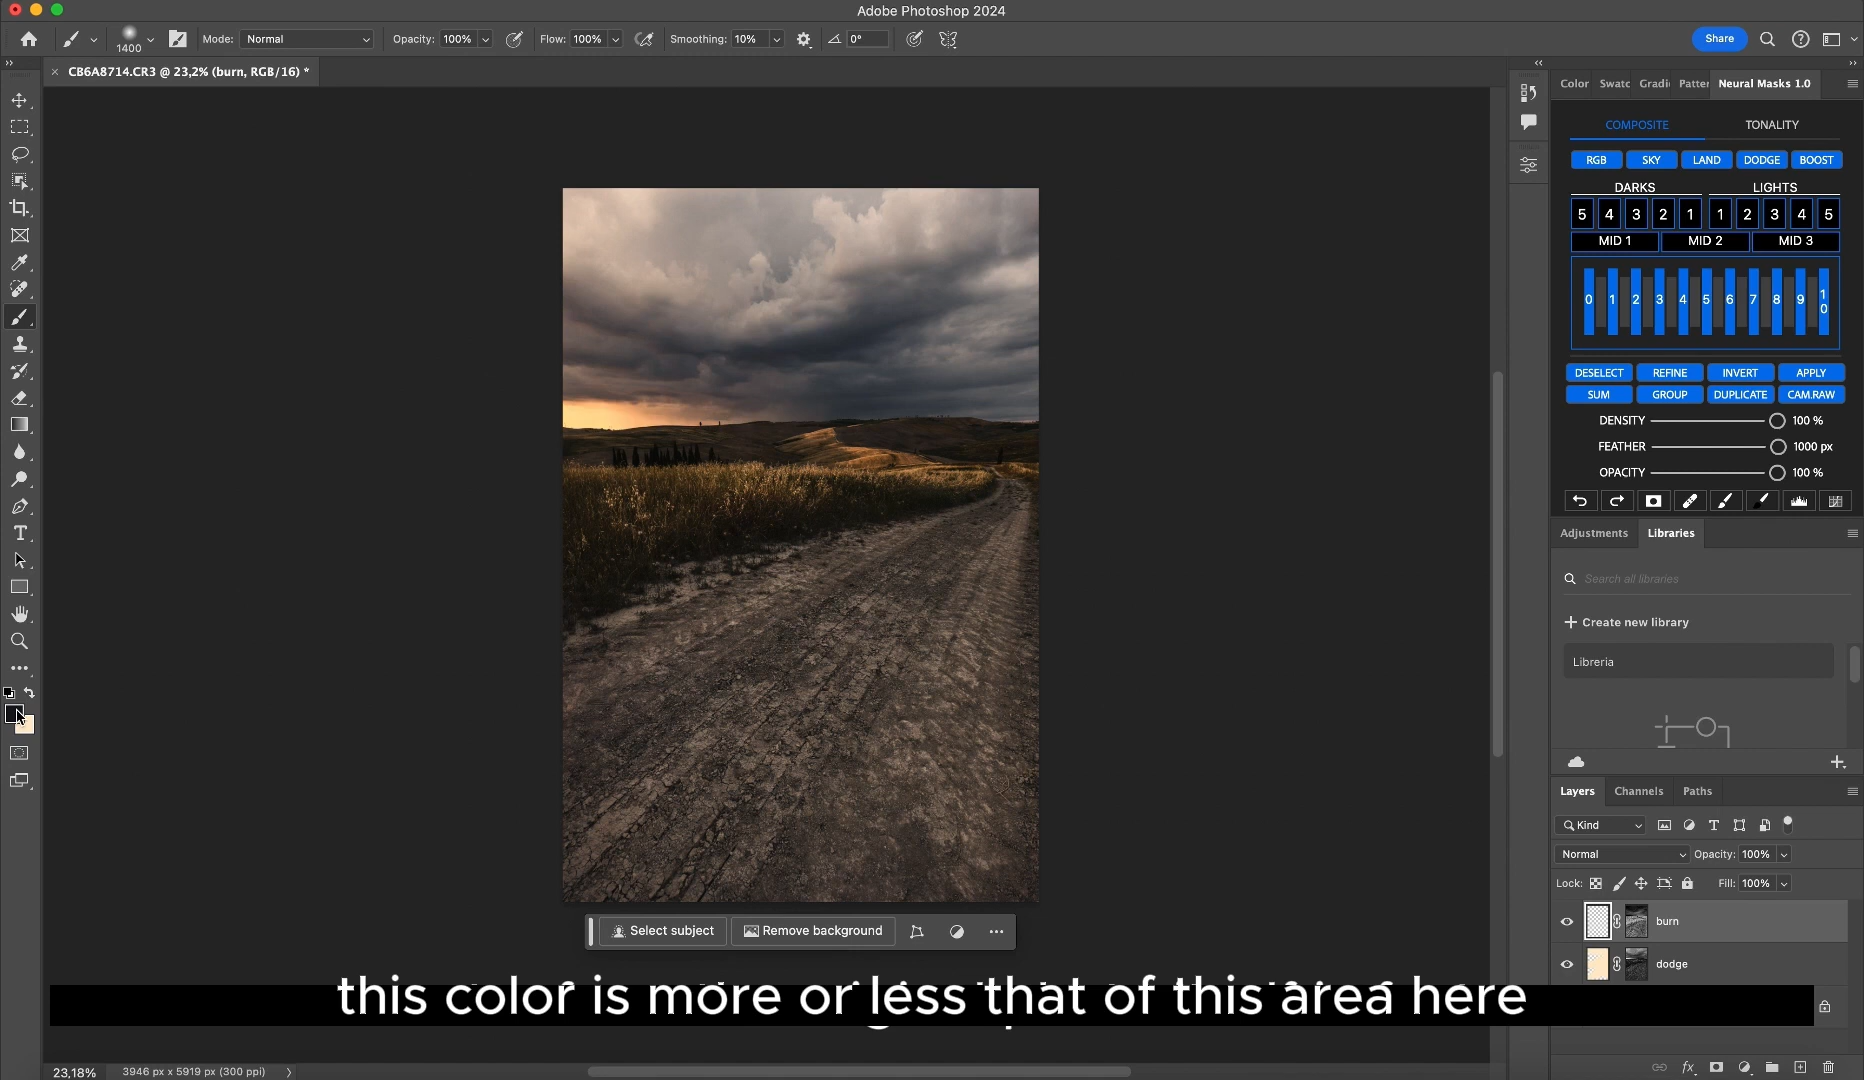 Adobe Photoshop 2024
1400
Mode: Normal
Opacity: 100%
Flow: 100%
Smoothing: 10%
0°
Share
CB6A8714.CR3 @ 23,2% (burn, RGB/16) *
Color
Swatc
Gradi
Patter
Neural Masks 1.0
COMPOSITE
TONALITY
RGB
SKY
LAND
DODGE
BOOST
DARKS
LIGHTS
5 4 3 2 1 1 2 3 4 5
MID 1
MID 2
MID 3
0 1 2 3 4 5 6 7 8 9 10
DESELECT
REFINE
INVERT
APPLY
SUM
GROUP
DUPLICATE
CAM.RAW
DENSITY 100 %
FEATHER 1000 px
OPACITY 100 %
Adjustments
Libraries
Search all libraries
Create new library
Libreria
Layers
Channels
Paths
Kind
Normal
Opacity: 100%
Lock:
Fill: 100%
burn
dodge
Select subject
Remove background
this color is more or less that of this area here
23,18%
3946 px x 5919 px (300 ppi)